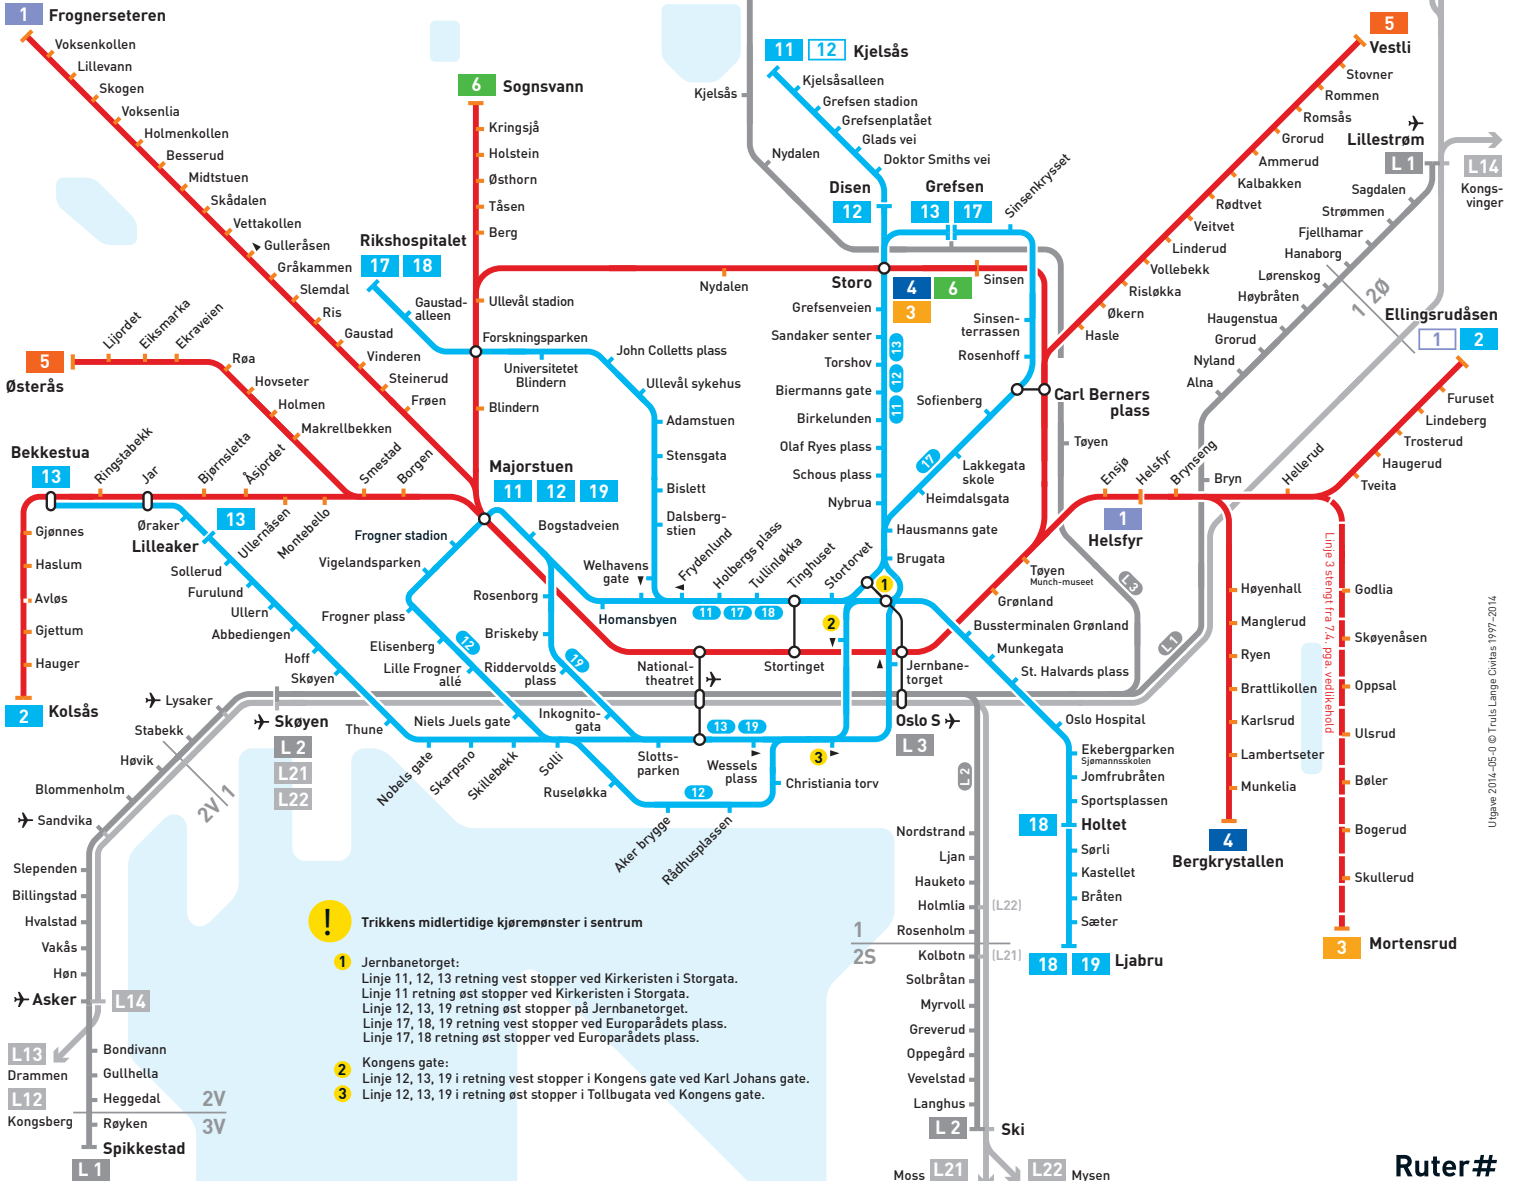 1 Frognerseteren
Voksenkollen
Lillevann
Skogen
Voksenlia
Holmenkollen
Besserud
Midtstuen
Skådalen
Vettakollen
Gulleråsen
Gråkammen
Slemdal
Ris
Gaustad
Vinderen
Steinerud
Frøen
6 Sognsvann
Kringsjå
Holstein
Østhorn
Tåsen
Berg
Ullevål stadion
Forskningsparken
Blindern
Rikshospitalet
17 18
Gaustad-
alleen
Universitetet
Blindern
John Colletts plass
Ullevål sykehus
Adamstuen
Stensgata
Bislett
Dalsberg-
stien
Welhavens
gate
Frydenlund
Holbergs plass
Tullinløkka
Tinghuset
Stortorvet
11 17 18
Homansbyen
11 12 Kjelsås
Kjelsåsalleen
Grefsen stadion
Grefsenplatået
Glads vei
Doktor Smiths vei
Kjelsås
Nydalen
Disen
12
Grefsen
13 17
Sinsenkrysset
Storo
4 6
3
Nydalen
Sinsen
Grefsenveien
Sandaker senter
Torshov
Biermanns gate
Birkelunden
Olaf Ryes plass
Schous plass
Nybrua
13
12
11
Hausmanns gate
Brugata
Sinsen-
terrassen
Rosenhoff
Sofienberg
17
Lakkegata
skole
Heimdalsgata
Carl Berners
plass
Tøyen
5
Vestli
Stovner
Rommen
Romsås
Grorud
Ammerud
Kalbakken
Rødtvet
Veitvet
Linderud
Vollebekk
Risløkka
Økern
Hasle
Lillestrøm
L 1
L14
Kongs-
vinger
Sagdalen
Strømmen
Fjellhamar
Hanaborg
Lørenskog
Høybråten
Haugenstua
Grorud
Nyland
Alna
Bryn
1 2Ø
Ellingsrudåsen
1 2
Furuset
Lindeberg
Trosterud
Haugerud
Tveita
Hellerud
Brynseng
Helsfyr
Ensjø
1
Helsfyr
5
Østerås
Lijordet
Eiksmarka
Ekraveien
Røa
Hovseter
Holmen
Makrellbekken
Smestad
Borgen
Bekkestua
13
Ringstabekk
Jar
Bjørnsletta
Åsjordet
Ullernåsen
Montebello
Gjønnes
Haslum
Avløs
Gjettum
Hauger
2 Kolsås
Øraker
13
Lilleaker
Sollerud
Furulund
Ullern
Abbediengen
Hoff
Skøyen
Thune
Majorstuen
11 12 19
Bogstadveien
Rosenborg
Briskeby
Riddervolds
plass
19
Inkognito-
gata
Frogner stadion
Vigelandsparken
Frogner plass
Elisenberg
12
Lille Frogner
allé
Niels Juels gate
Nobels gate
Skarpsno
Skillebekk
Solli
Ruseløkka
Slotts-
parken
13 19
Wessels
plass
12
Aker brygge
Rådhusplassen
Christiania torv
National-
theatret
Stortinget
1
2
3
Jernbane-
torget
Oslo S
L 3
Tøyen
Munch-museet
Grønland
Bussterminalen Grønland
Munkegata
St. Halvards plass
Oslo Hospital
Ekebergparken
Sjømannsskolen
Jomfrubråten
Sportsplassen
18 Holtet
Sørli
Kastellet
Bråten
Sæter
18 19 Ljabru
L 3
L 1
L 2
Høyenhall
Manglerud
Ryen
Brattlikollen
Karlsrud
Lambertseter
Munkelia
4
Bergkrystallen
Linje 3 stengt fra 7.4. pga. vedlikehold
Godlia
Skøyenåsen
Oppsal
Ulsrud
Bøler
Bogerud
Skullerud
3 Mortensrud
Lysaker
Stabekk
Høvik
Blommenholm
Sandvika
2V 1
Skøyen
L 2
L21
L22
Slependen
Billingstad
Hvalstad
Vakås
Høn
Asker
L14
L13
Drammen
L12
Kongsberg
Bondivann
Gullhella
Heggedal
Røyken
2V
3V
Spikkestad
L 1
Nordstrand
Ljan
Hauketo
Holmlia (L22)
Rosenholm
1
2S
Kolbotn (L21)
Solbråtan
Myrvoll
Greverud
Oppegård
Vevelstad
Langhus
L 2 Ski
Moss L21
L22 Mysen
! Trikkens midlertidige kjøremønster i sentrum
1 Jernbanetorget:
Linje 11, 12, 13 retning vest stopper ved Kirkeristen i Storgata.
Linje 11 retning øst stopper ved Kirkeristen i Storgata.
Linje 12, 13, 19 retning øst stopper på Jernbanetorget.
Linje 17, 18, 19 retning vest stopper ved Europarådets plass.
Linje 17, 18 retning øst stopper ved Europarådets plass.
Kongens gate:
2 Linje 12, 13, 19 i retning vest stopper i Kongens gate ved Karl Johans gate.
3 Linje 12, 13, 19 i retning øst stopper i Tollbugata ved Kongens gate.
Utgave 2014-05-0 © Truls Lange Civitas 1997-2014
Ruter#